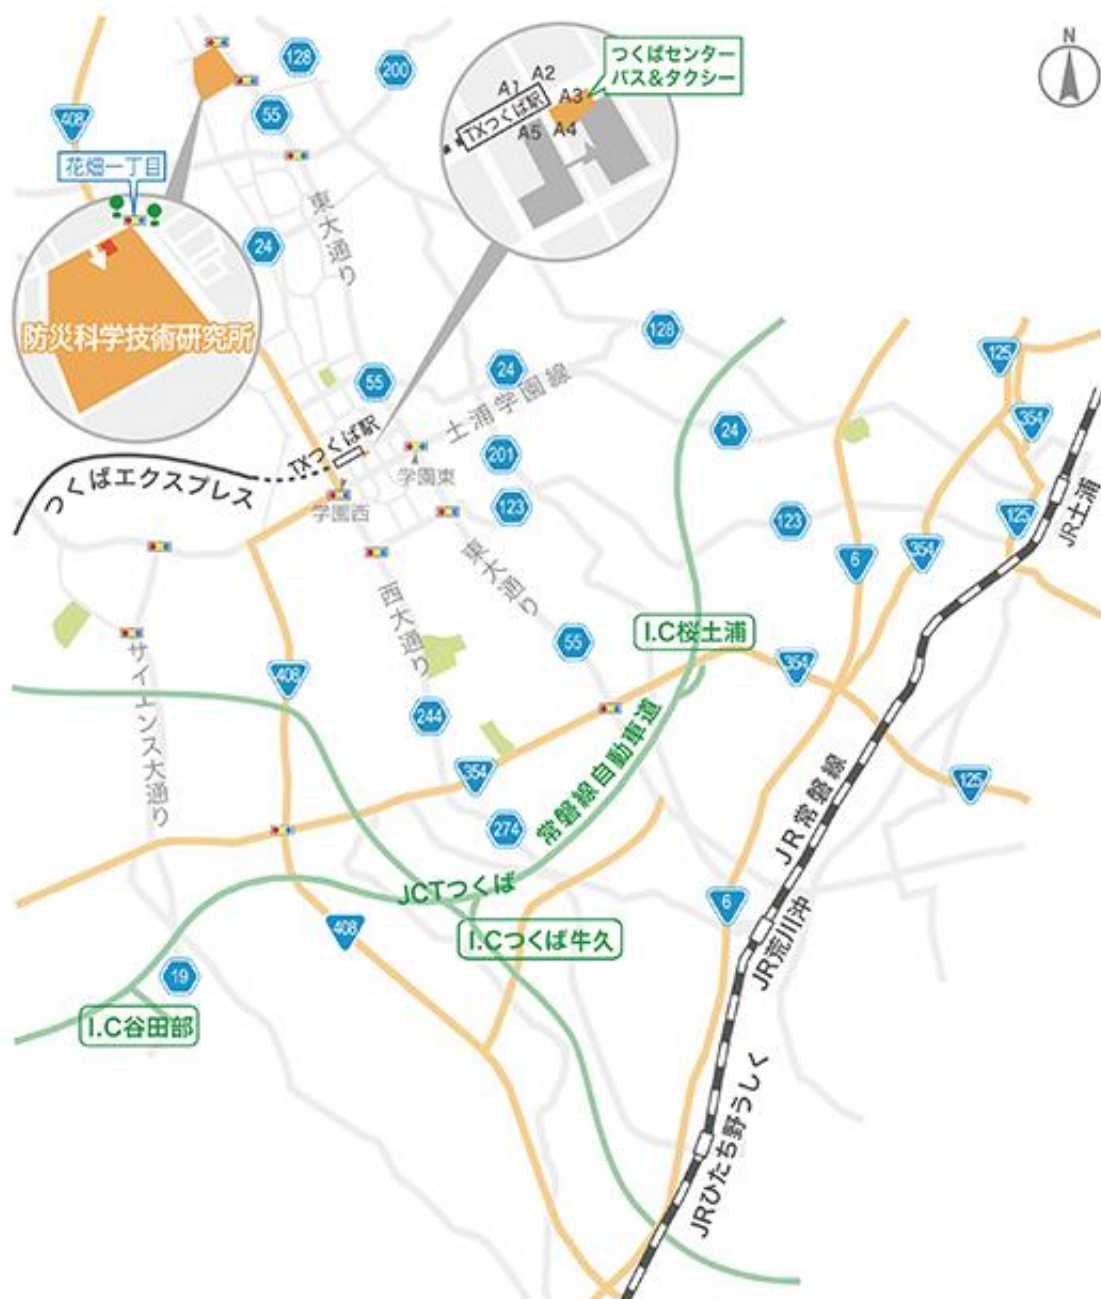 N
つくばセンター
バス&タクシー
A1
A2
TXつくば駅
A3
A5
A4
128
200
408
55
花畑一丁目
東大通り
24
防災科学技術研究所
128
125
55
24
354
土浦学園線
24
TXつくば駅
201
学園東
つくばエクスプレス
学園西
123
123
125
JR土浦
6
354
東大通り
西大通り
I.C桜土浦
55
サイエンス大通り
408
354
244
常磐線自動車道
354
125
274
JR常磐線
JCTつくば
6
408
I.Cつくば牛久
JR荒川沖
19
I.C谷田部
JRひたち野うしく